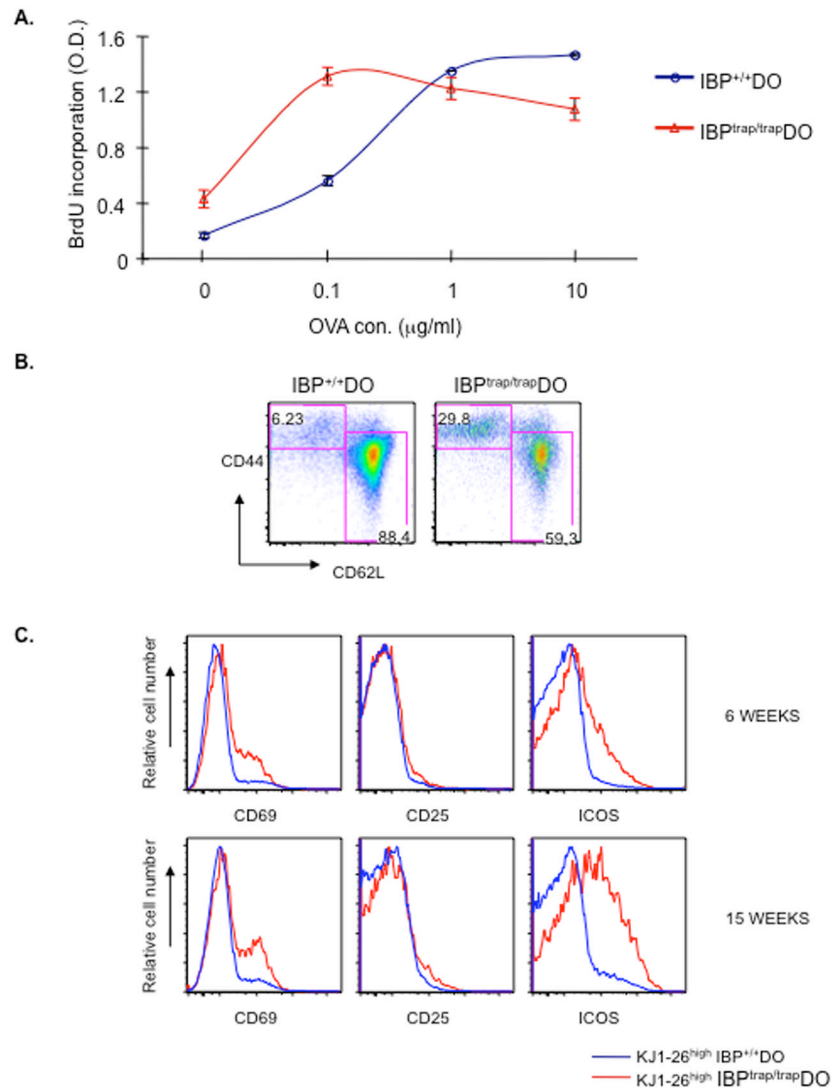 A.
BrdU incorporation (O.D.)
1.6
1.2
0.8
0.4
0
0
0.1
1
10
OVA con. (μg/ml)
IBP+/+DO
IBPtrap/trapDO
B.
IBP+/+DO
IBPtrap/trapDO
6.23
88.4
29.8
59.3
CD44
CD62L
C.
Relative cell number
CD69
CD25
ICOS
6 WEEKS
Relative cell number
CD69
CD25
ICOS
15 WEEKS
KJ1-26high IBP+/+DO
KJ1-26high IBPtrap/trapDO